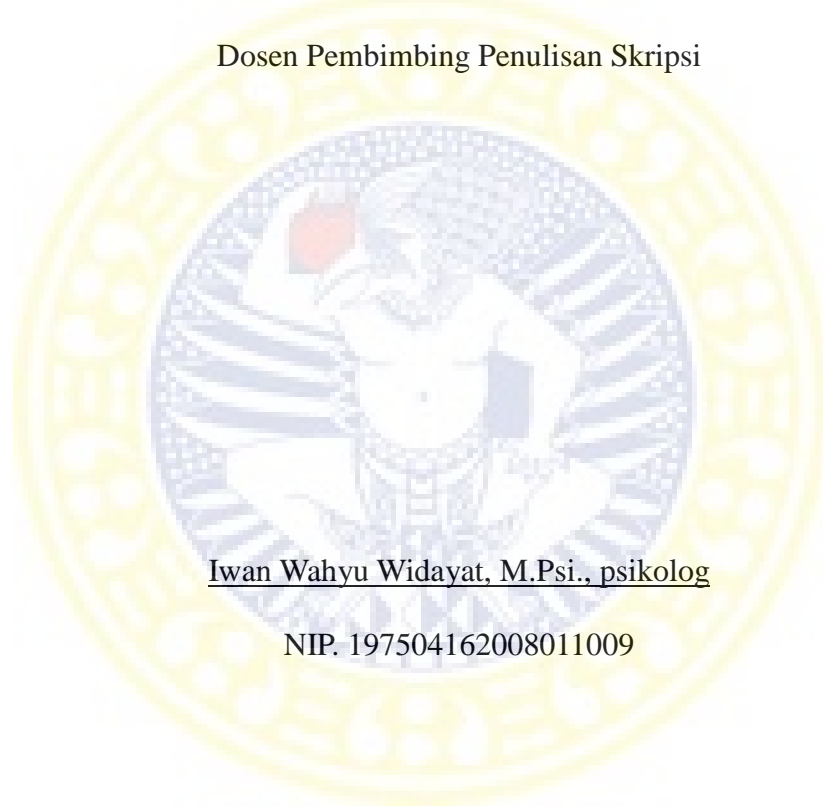 Dosen Pembimbing Penulisan Skripsi
Iwan Wahyu Widayat, M.Psi., psikolog
NIP. 197504162008011009